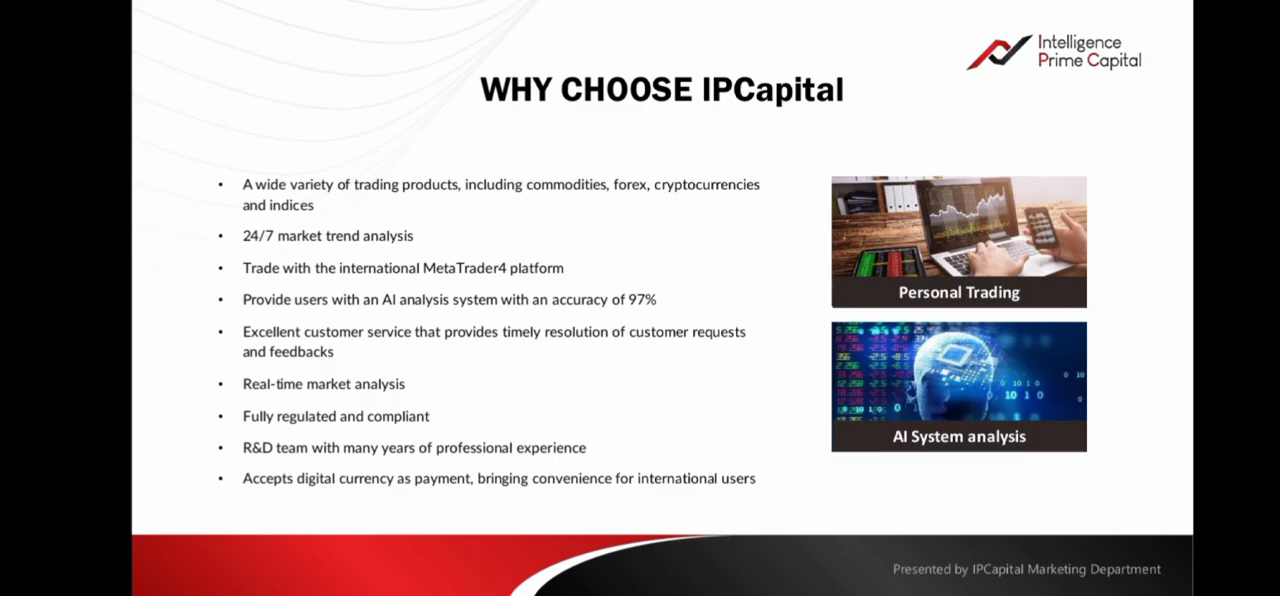 Intelligence
Prime Capital
WHY CHOOSE IPCapital
• A wide variety of trading products, including commodities, forex, cryptocurrencies
and indices
• 24/7 market trend analysis
• Trade with the international MetaTrader4 platform
• Provide users with an AI analysis system with an accuracy of 97%
• Excellent customer service that provides timely resolution of customer requests
and feedbacks
• Real-time market analysis
• Fully regulated and compliant
• R&D team with many years of professional experience
• Accepts digital currency as payment, bringing convenience for international users
Personal Trading
AI System analysis
Presented by IPCapital Marketing Department